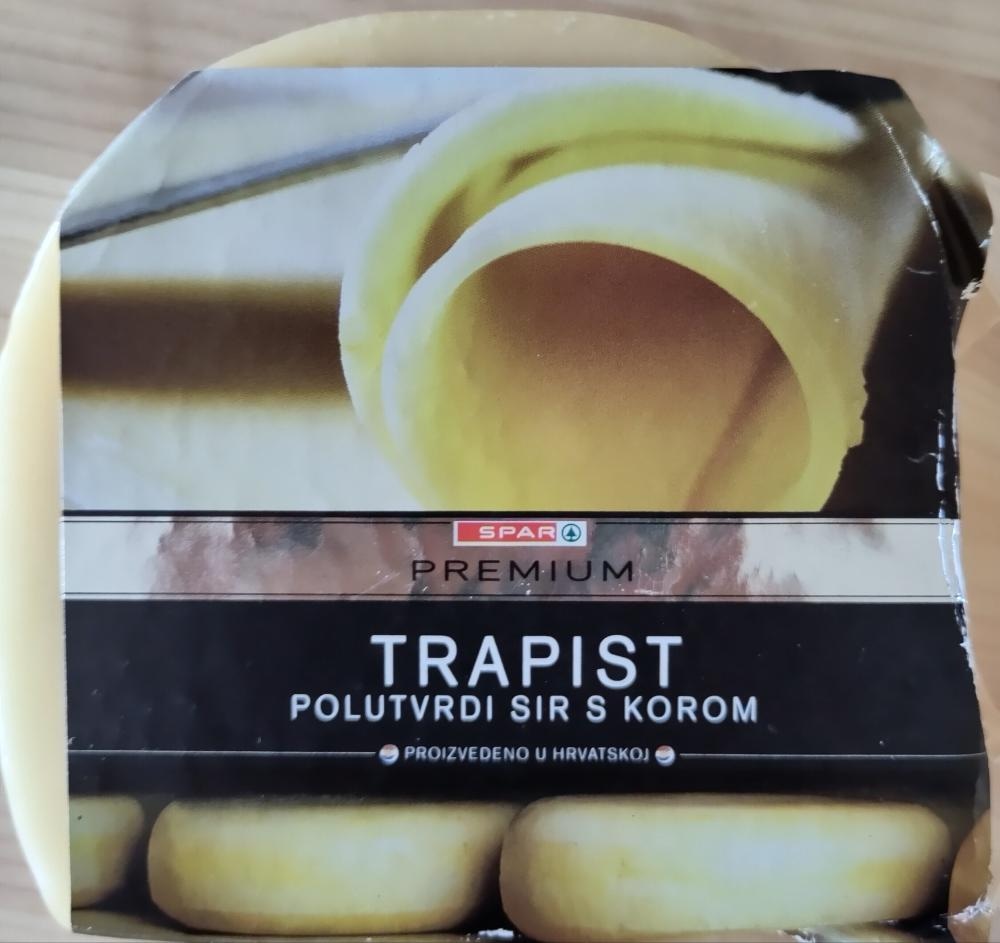 SPAR
PREMIUM
TRAPIST
POLUTVRDI SIR S KOROM
PROIZVEDENO U HRVATSKOJ